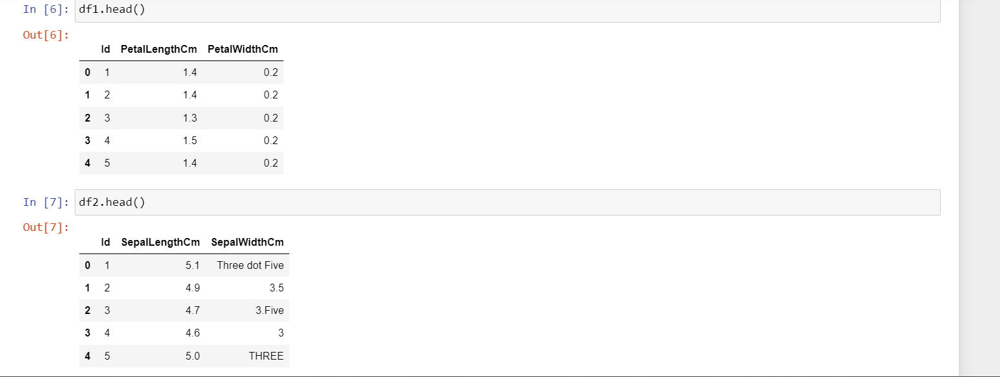 In [6]: df1.head()
Out[6]:
Id PetalLengthCm PetalWidthCm
0 1 1.4 0.2
1 2 1.4 0.2
2 3 1.3 0.2
3 4 1.5 0.2
4 5 1.4 0.2
In [7]: df2.head()
Out[7]:
Id SepalLengthCm SepalWidthCm
0 1 5.1 Three dot Five
1 2 4.9 3.5
2 3 4.7 3.Five
3 4 4.6 3
4 5 5.0 THREE